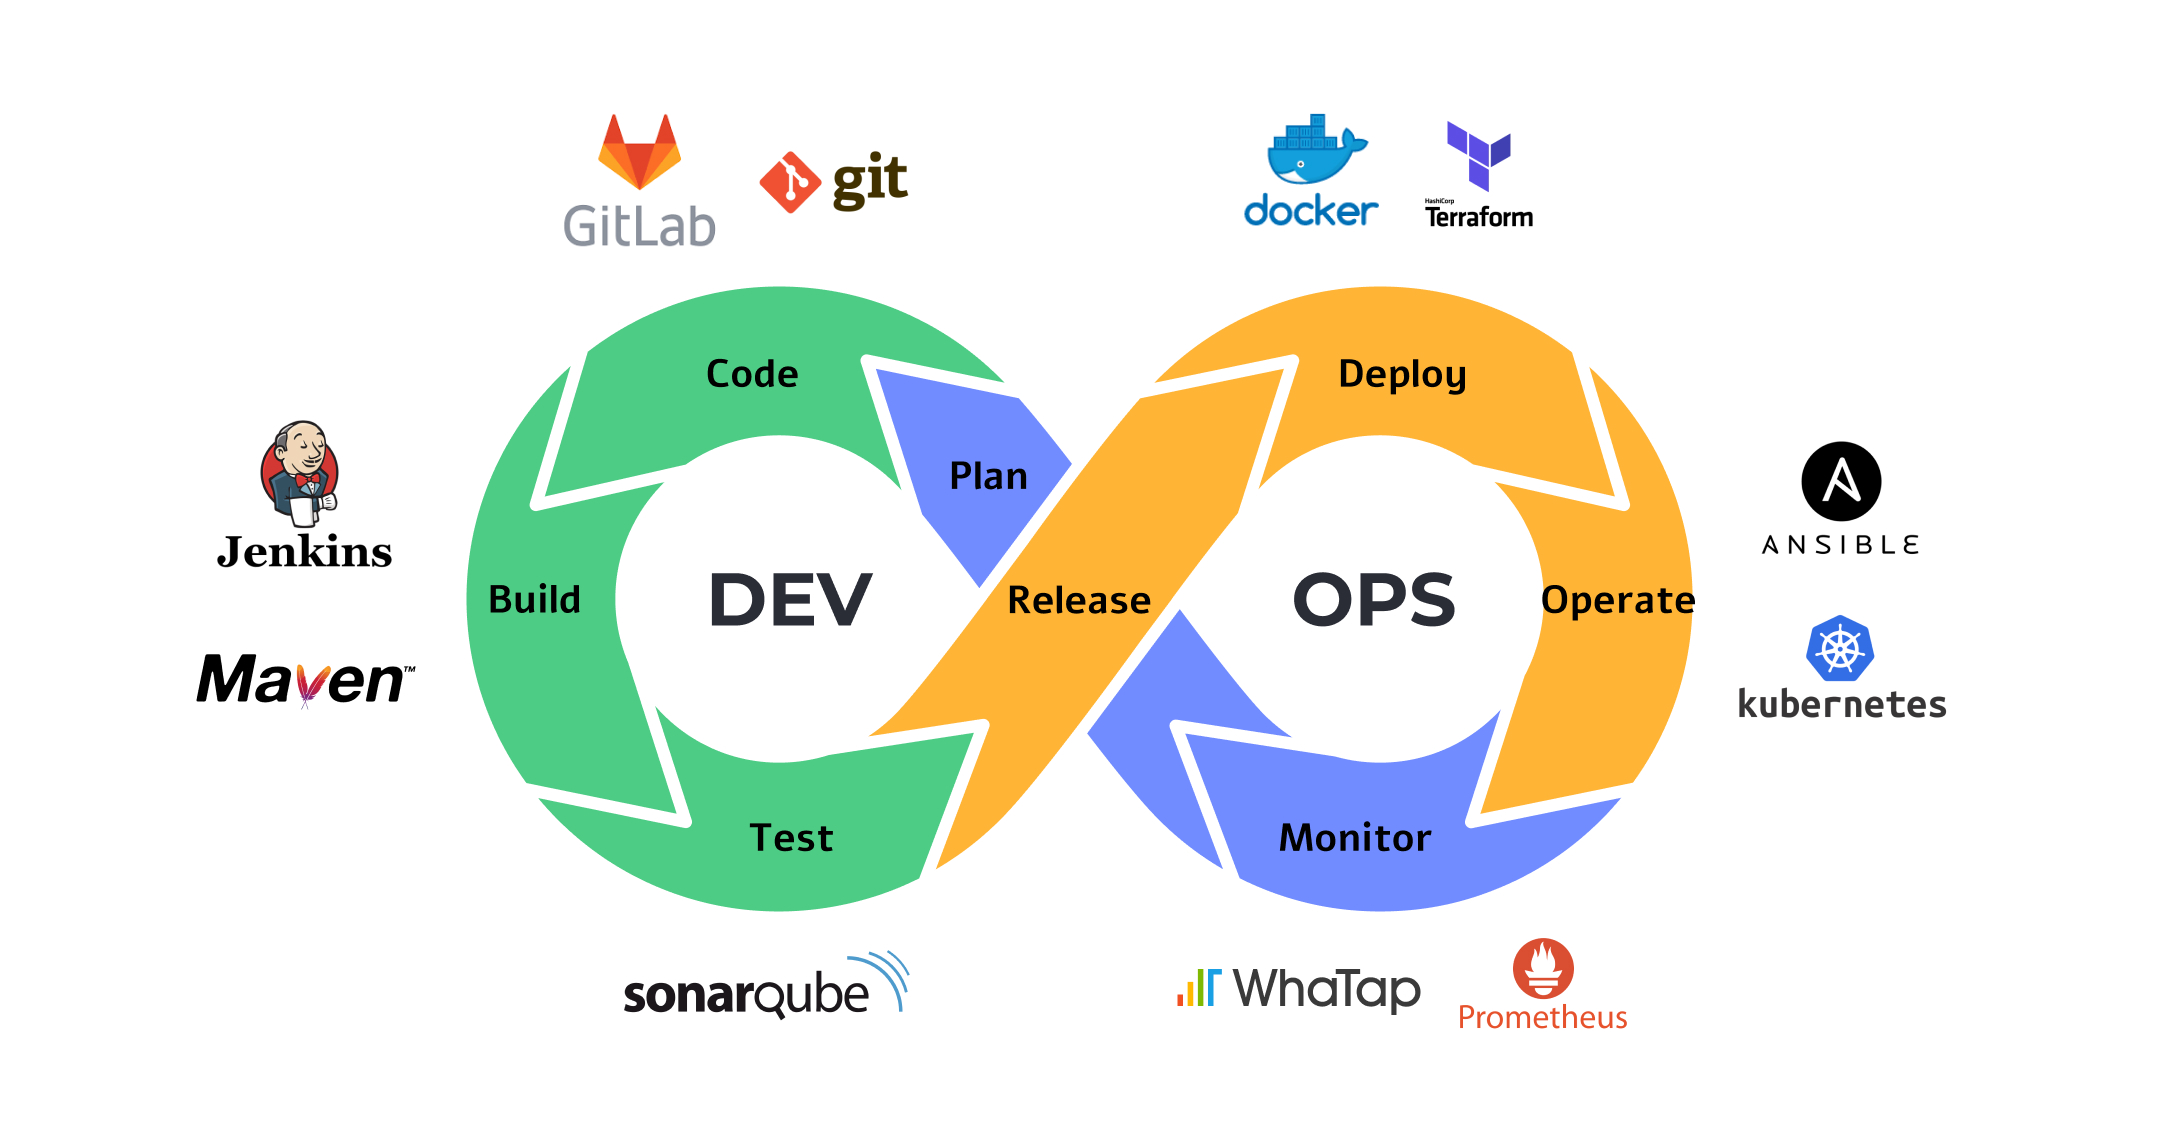 GitLab
git
docker
HashiCorp
Terraform
Code
Deploy
Plan
Jenkins
ANSIBLE
Build
DEV
Release
OPS
Operate
Maven™
kubernetes
Test
Monitor
sonarqube
WhaTap
Prometheus